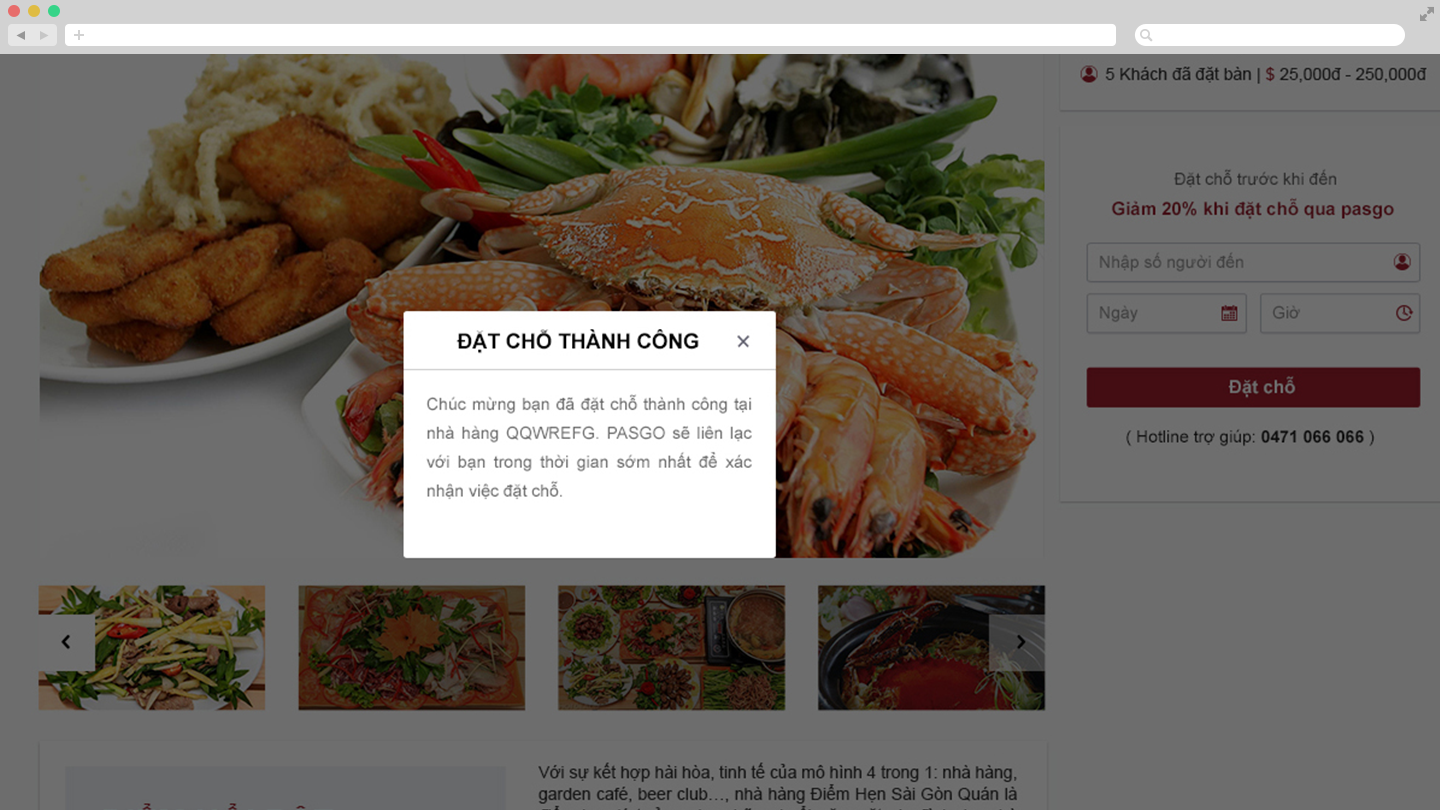 5 Khách đã đặt bàn | $ 25,000đ - 250,000đ
Đặt chỗ trước khi đến
Giảm 20% khi đặt chỗ qua pasgo
Nhập số người đến
Ngày
Giờ
Đặt chỗ
( Hotline trợ giúp: 0471 066 066 )
ĐẶT CHỖ THÀNH CÔNG
Chúc mừng bạn đã đặt chỗ thành công tại
nhà hàng QQWREFG. PASGO sẽ liên lạc
với bạn trong thời gian sớm nhất để xác
nhận việc đặt chỗ.
Với sự kết hợp hài hòa, tinh tế của mô hình 4 trong 1: nhà hàng,
garden café, beer club..., nhà hàng Điểm Hẹn Sài Gòn Quán là